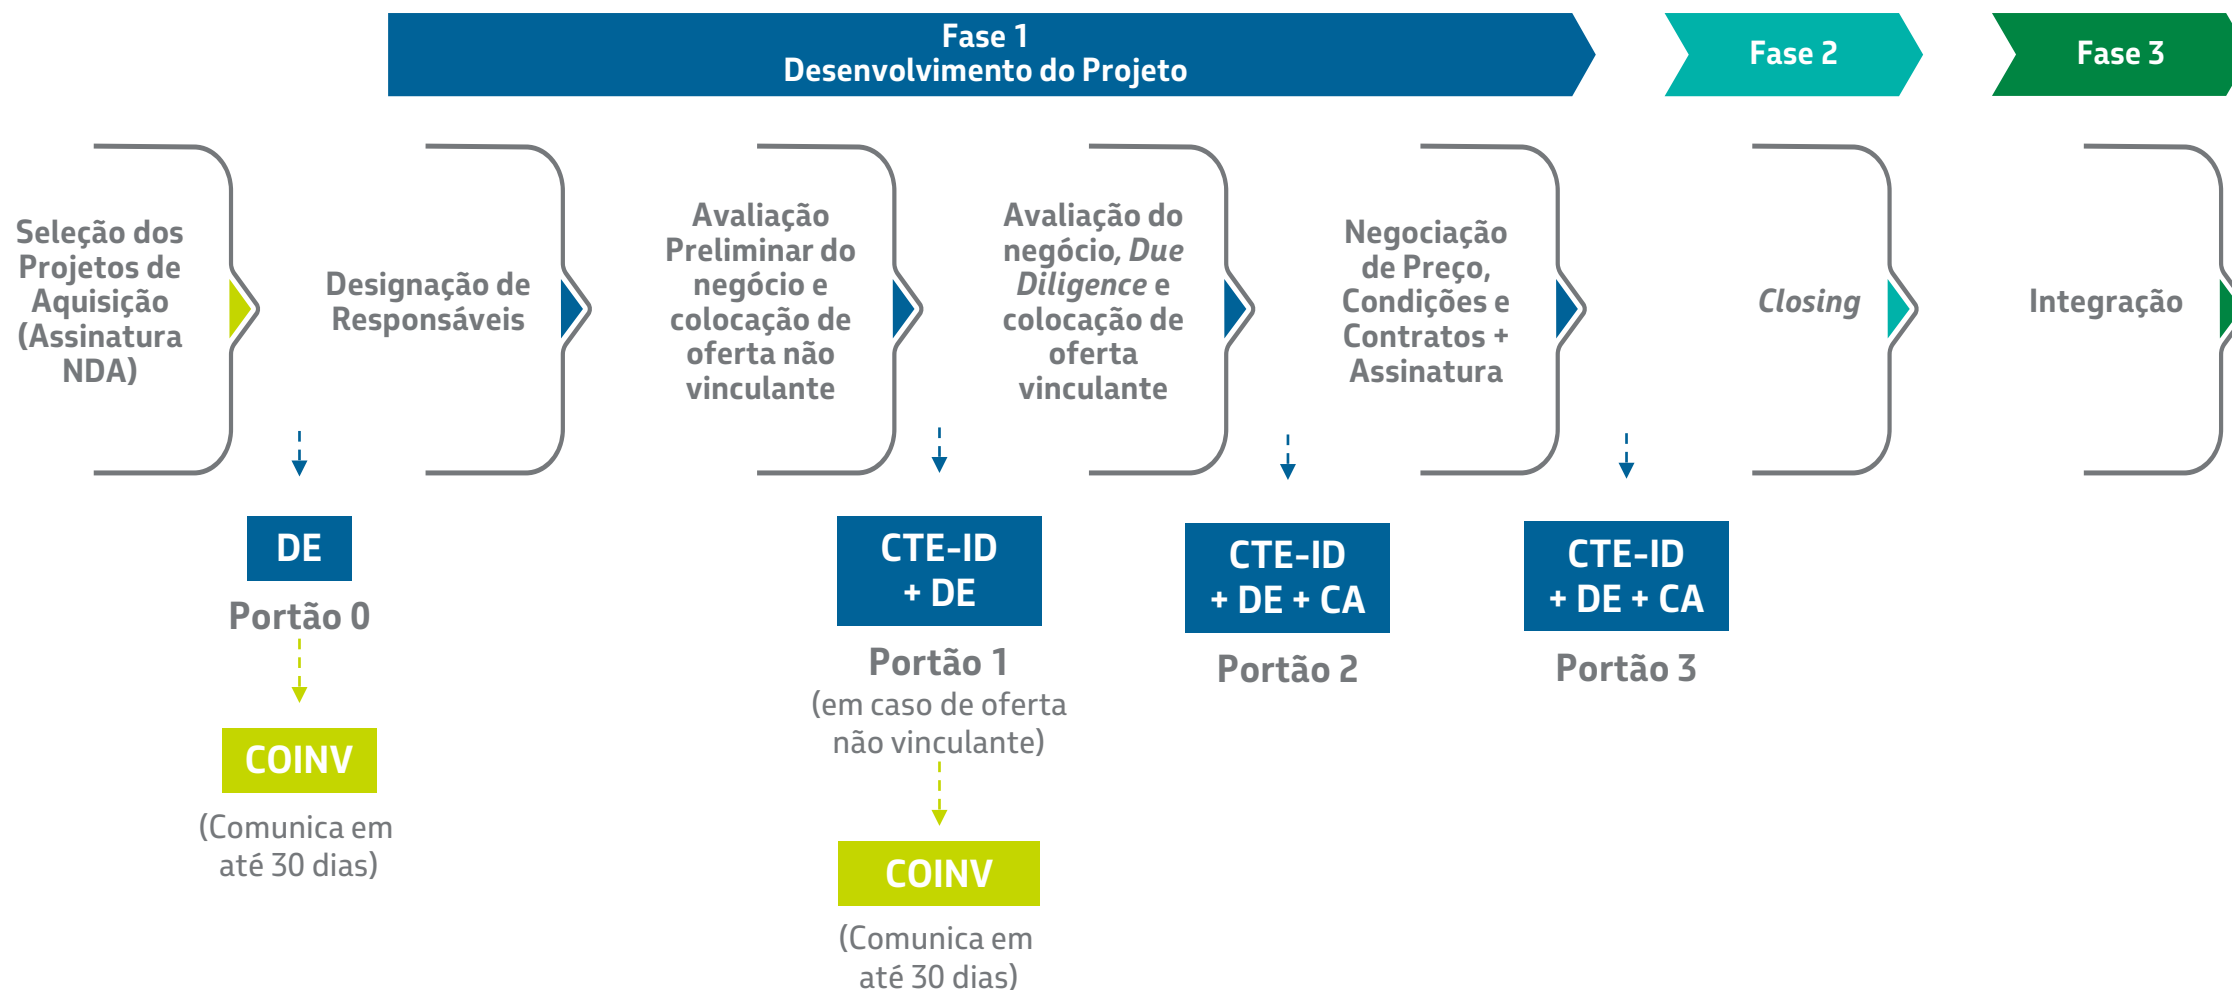 Fase 1
Desenvolvimento do Projeto
Fase 2
Fase 3
Seleção dos
Projetos de
Aquisição
(Assinatura
NDA)
Designação de
Responsáveis
Avaliação
Preliminar do
negócio e
colocação de
oferta não
vinculante
Avaliação do
negócio, Due
Diligence e
colocação de
oferta
vinculante
Negociação
de Preço,
Condições e
Contratos +
Assinatura
Closing
Integração
DE
Portão 0
COINV
(Comunica em
até 30 dias)
CTE-ID
+ DE
Portão 1
(em caso de oferta
não vinculante)
COINV
(Comunica em
até 30 dias)
CTE-ID
+ DE + CA
Portão 2
CTE-ID
+ DE + CA
Portão 3